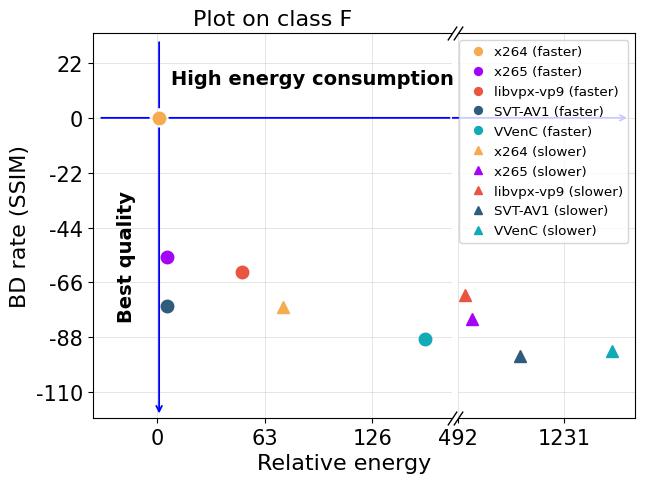 Plot on class F
22
0
-22
-44
-66
-88
-110
BD rate (SSIM)
High energy consumption
Best quality
x264 (faster)
x265 (faster)
libvpx-vp9 (faster)
SVT-AV1 (faster)
VVenC (faster)
x264 (slower)
x265 (slower)
libvpx-vp9 (slower)
SVT-AV1 (slower)
VVenC (slower)
0 63 126 492 1231
Relative energy